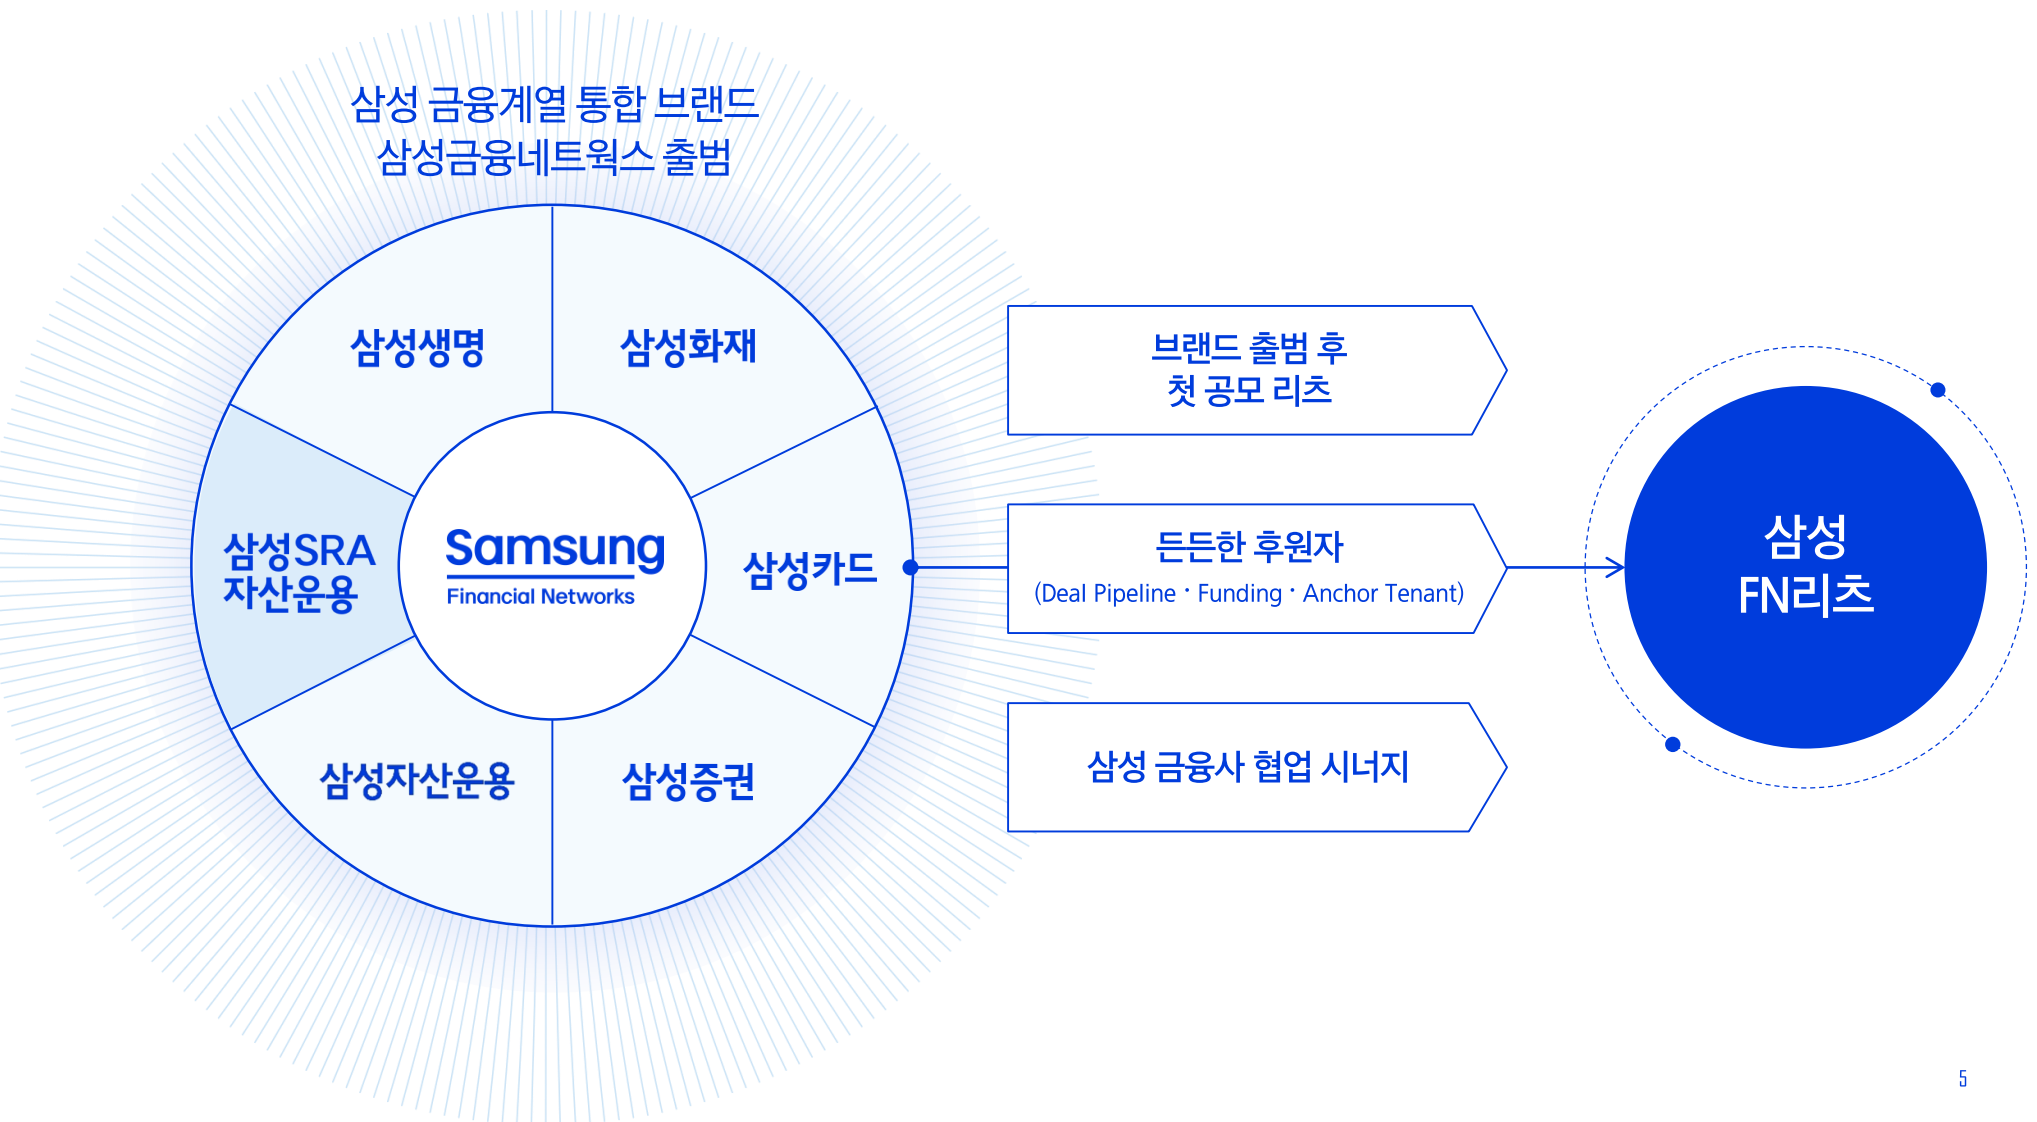 삼성 금융계열 통합 브랜드
삼성금융네트웍스 출범
삼성생명
삼성화재
삼성SRA
자산운용
Samsung
Financial Networks
삼성카드
삼성자산운용
삼성증권
브랜드 출범 후
첫 공모 리츠
든든한 후원자
(Deal Pipeline · Funding · Anchor Tenant)
삼성 금융사 협업 시너지
삼성
FN리츠
5